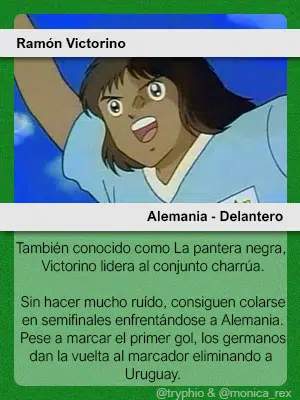 Ramón Victorino
Alemania - Delantero
También conocido como La pantera negra,
Victorino lidera al conjunto charrúa.
Sin hacer mucho ruído, consiguen colarse
en semifinales enfrentándose a Alemania.
Pese a marcar el primer gol, los germanos
dan la vuelta al marcador eliminando a
Uruguay.
@tryphio & @monica_rex